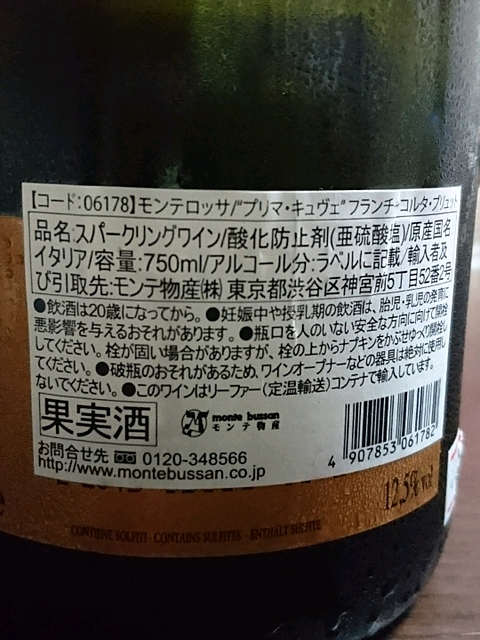 【コード:06178】モンテロッサ/"プリマ・キュヴェ"フランチャコルタ・ブリュット
品名:スパークリングワイン/酸化防止剤(亜硫酸塩)/原産国名
イタリア/容量:750ml/アルコール分:ラベルに記載/輸入者及
び引取先:モンテ物産㈱ 東京都渋谷区神宮前5丁目52番2号
●飲酒は20歳になってから。●妊娠中や授乳期の飲酒は、胎児・乳児の発育に
悪影響を与えるおそれがあります。●瓶口を人のいない安全な方向に向けて開栓
してください。栓が固い場合がありますが、栓の上からナプキンをかぶせゆっくり開栓し
てください。●破瓶のおそれがあるため、ワインオープナーなどの器具は絶対に使用し
ないでください。●このワインはリーファー(定温輸送)コンテナで輸入しています。
果実酒
monte bussan
モンテ物産
お問合せ先 0120-348566
http://www.montebussan.co.jp
4 907853 061782
12.5% vol
CONTIENE SOLFITI - CONTAINS SULFITES - ENTHÄLT SULFITE